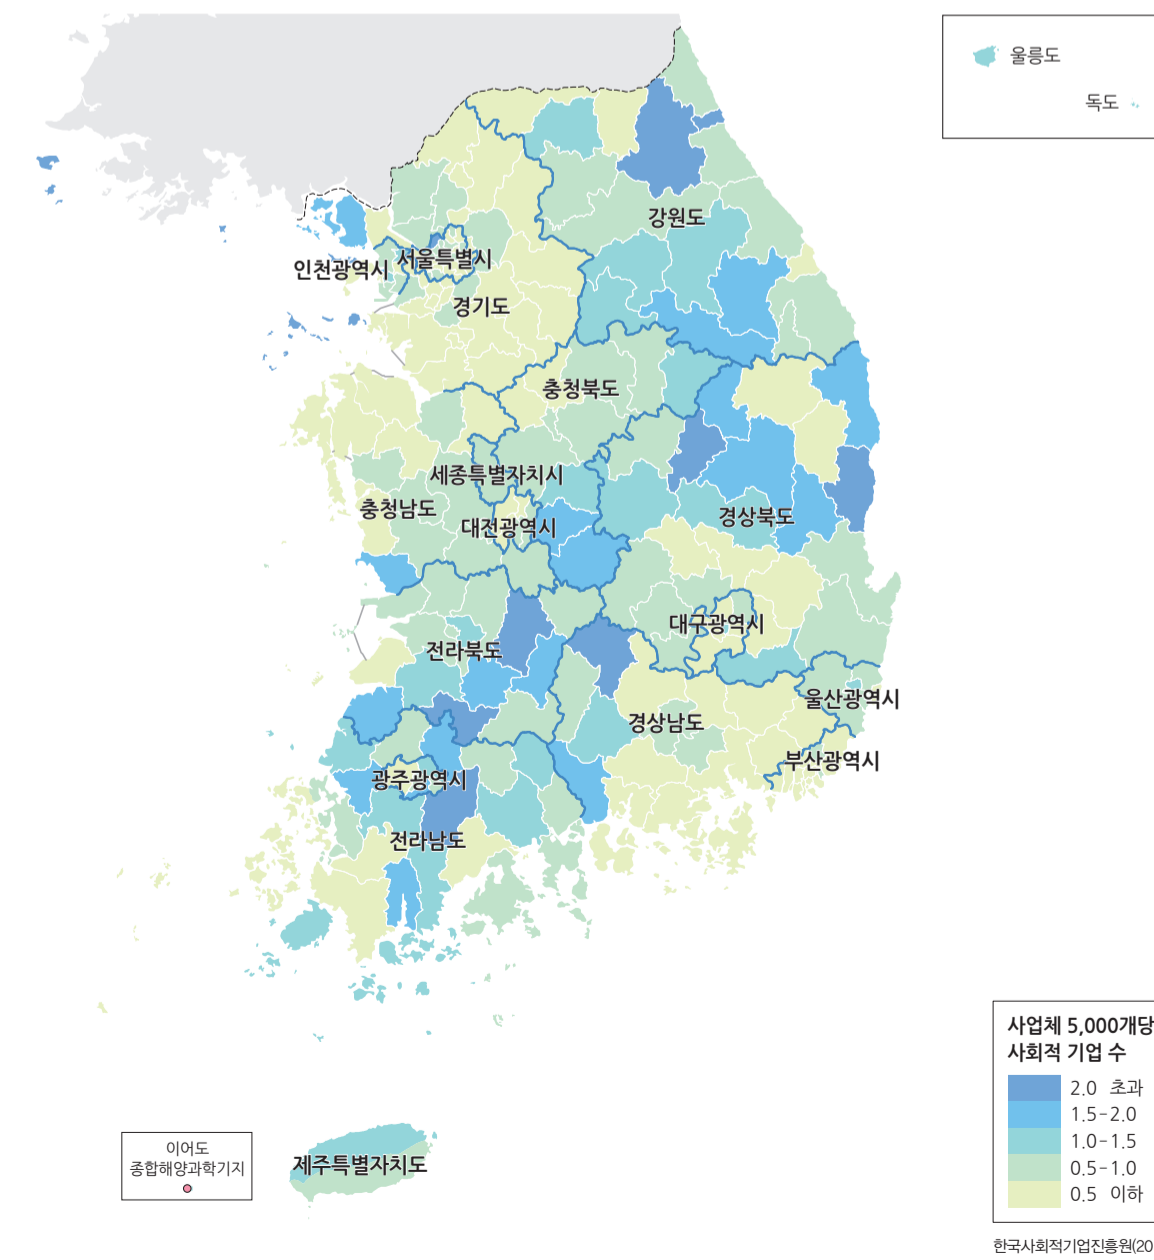 울릉도
독도
강원도
서울특별시
인천광역시
경기도
충청북도
세종특별자치시
충청남도
경상북도
대전광역시
대구광역시
전라북도
울산광역시
경상남도
부산광역시
광주광역시
전라남도
사업체 5,000개당
사회적 기업 수
2.0 초과
1.5-2.0
1.0-1.5
0.5-1.0
0.5 이하
이어도
종합해양과학기지
제주특별자치도
한국사회적기업진흥원(20